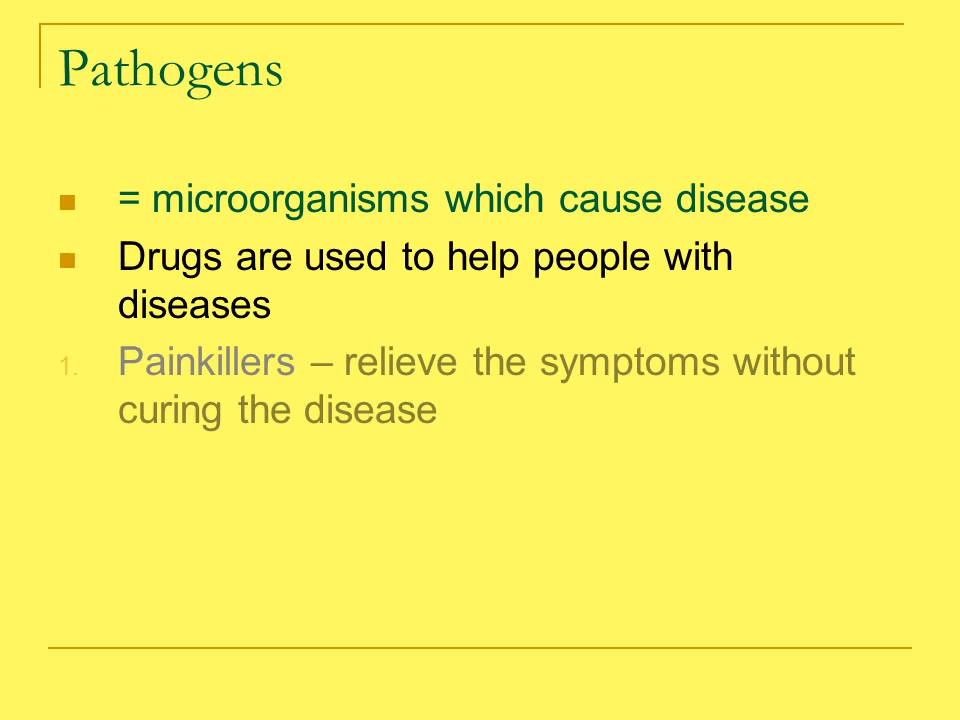 Pathogens
= microorganisms which cause disease
Drugs are used to help people with
diseases
1. Painkillers – relieve the symptoms without
curing the disease